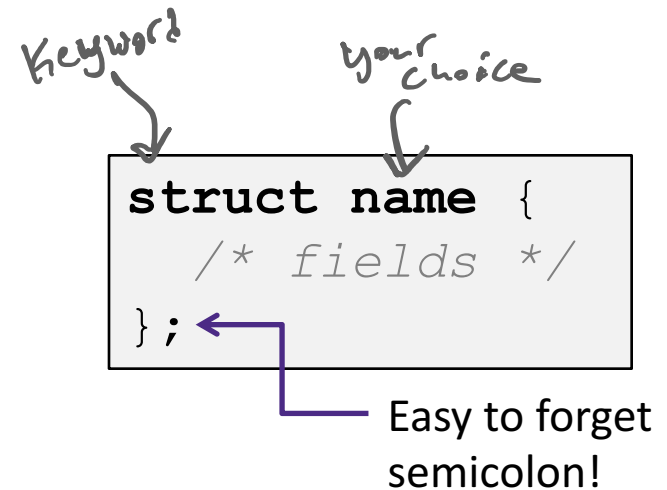 Keyword
your
choice
struct name {
/* fields */
};
Easy to forget
semicolon!